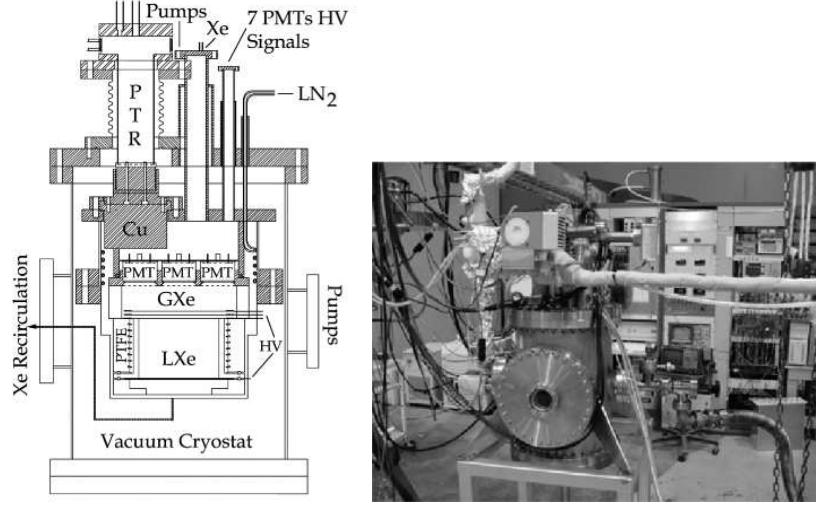 Pumps
Xe
7 PMTs HV
Signals
P
T
R
LN2
Cu
PMT
PMT
PMT
GXe
PTFE
LXe
HV
Pumps
Xe Recirculation
Vacuum Cryostat